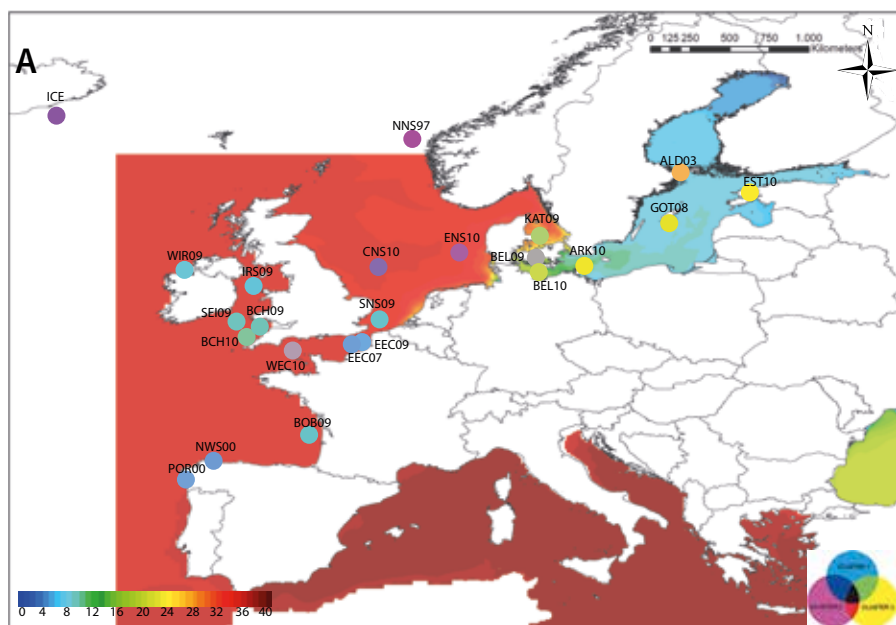 A
0 125 250 500 750 1.000
Kilometers
N
ICE
NNS97
ALD03
EST10
GOT08
KAT09
ENS10
BEL09
ARK10
CNS10
BEL10
WIR09
IRS09
SNS09
SEI09
BCH09
BCH10
EEC09
EEC07
WEC10
BOB09
NWS00
POR00
0 4 8 12 16 20 24 28 32 36 40